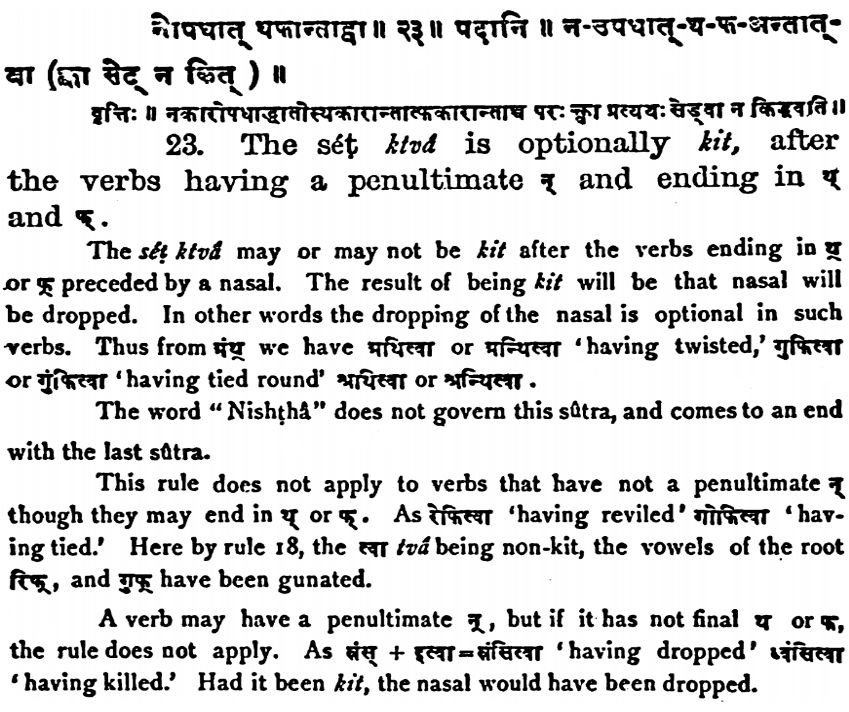 नोपधात् थफान्ताद्वा॥ २३॥ पदानि ॥ न-उपधात्-थ-फ-अन्तात्-
वा (क्त्वा सेट् न कित्) ॥
वृत्तिः ॥ नकारोपधाद्धातोस्थकारान्तात्फकारान्ताच्च परः क्त्वा प्रत्ययः सेड्वा न किद्भवति॥
23. The séṭ ktvâ is optionally kit, after
the verbs having a penultimate न् and ending in थ्
and फ्.
The séṭ ktvâ may or may not be kit after the verbs ending in थ्
or फ् preceded by a nasal. The result of being kit will be that nasal will
be dropped. In other words the dropping of the nasal is optional in such
verbs. Thus from मंथ् we have मथित्वा or मन्थित्वा 'having twisted,' गुफित्वा
or गुंफित्वा 'having tied round' श्रथित्वा or श्रन्थित्वा.
The word "Nishṭhâ" does not govern this sûtra, and comes to an end
with the last sûtra.
This rule does not apply to verbs that have not a penultimate न्
though they may end in थ् or फ्. As रेफित्वा 'having reviled' गोफित्वा 'hav-
ing tied.' Here by rule 18, the त्वा tvâ being non-kit, the vowels of the root
रिफ्, and गुफ् have been gunated.
A verb may have a penultimate न्, but if it has not final थ or फ,
the rule does not apply. As स्रंस् + इत्वा=स्रंसित्वा 'having dropped' ध्वंसित्वा
'having killed.' Had it been kit, the nasal would have been dropped.